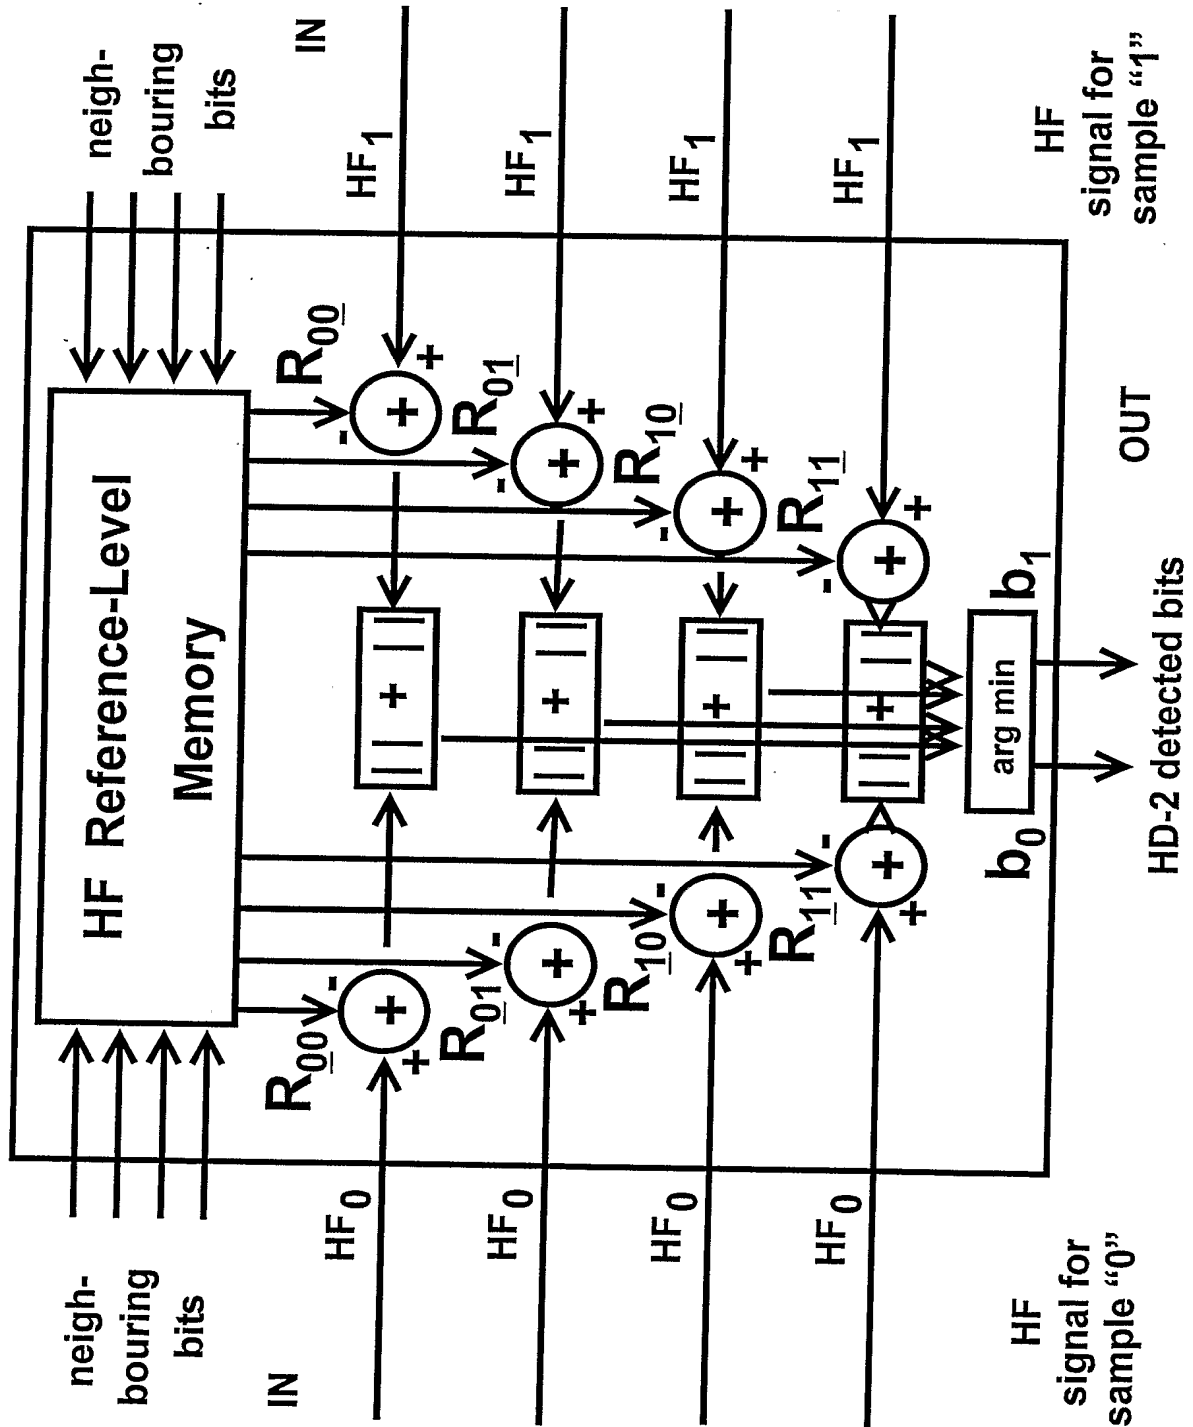 neigh-
bouring
bits
IN
HF₀
HF₀
HF₀
HF₀
HF
signal for
sample “0”
HF Reference-Level
Memory
R₀₀
R₀₁
R₁₀
R₁₁
-
+
+
-
+
+
-
+
+
-
+
+
| | + | |
| | + | |
| | + | |
| | + | |
R₀₀
R₀₁
R₁₀
R₁₁
-
+
+
-
+
+
-
+
+
-
+
+
arg min
b₀
b₁
HD-2 detected bits
OUT
neigh-
bouring
bits
IN
HF₁
HF₁
HF₁
HF₁
HF
signal for
sample “1”